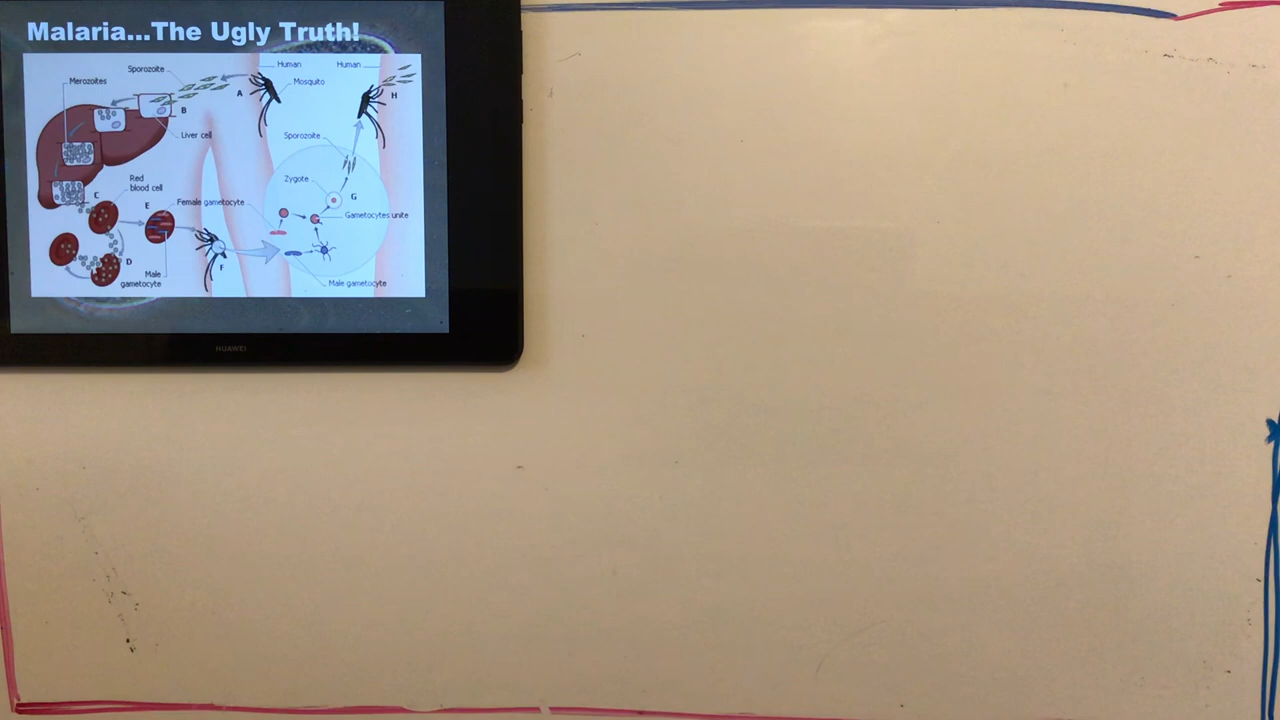 Malaria...The Ugly Truth!
Human
Human
Sporozoite
Merozoites
Mosquito
A
H
B
Liver cell
Sporozoite
Red
blood cell
Zygote
C
E
Female gametocyte
G
Gametocytes unite
D
F
Male
gametocyte
Male gametocyte
HUAWEI